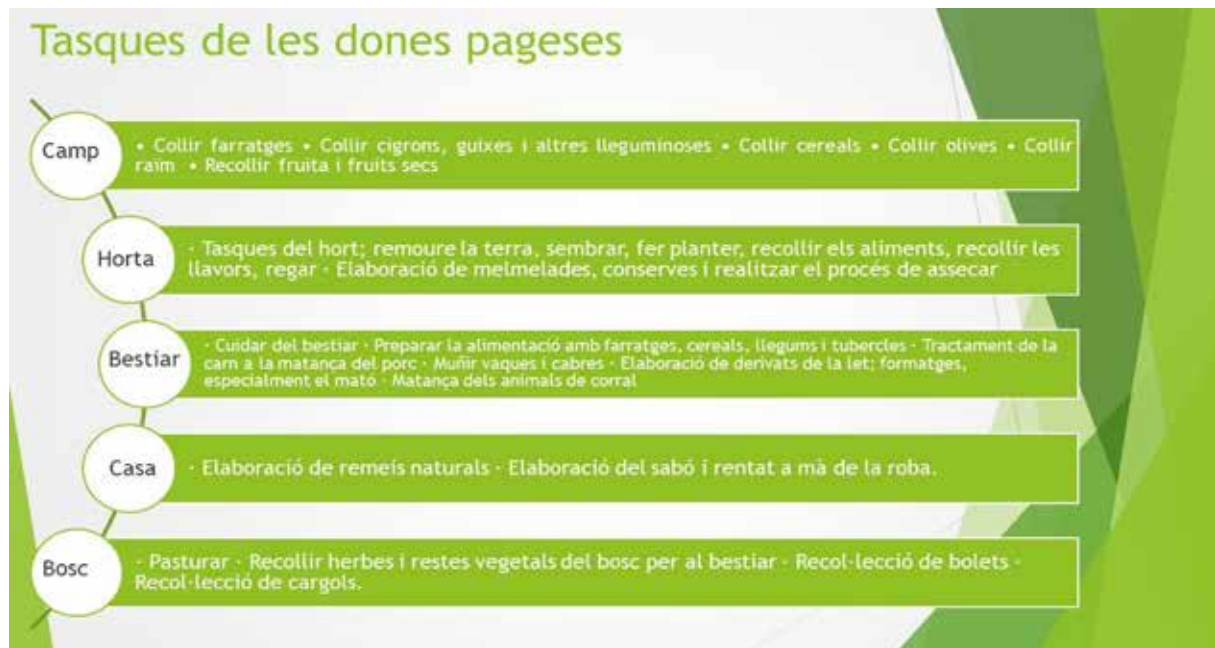 Tasques de les dones pageses
Camp
• Collir farratges • Collir cigrons, guixes i altres lleguminoses • Collir cereals • Collir olives • Collir
raïm • Recollir fruita i fruits secs
Horta
· Tasques del hort; remoure la terra, sembrar, fer planter, recollir els aliments, recollir les
llavors, regar · Elaboració de melmelades, conserves i realitzar el procés de assecar
Bestiar
· Cuidar del bestiar · Preparar la alimentació amb farratges, cereals, llegums i tubercles · Tractament de la
carn a la matança del porc · Muñir vaques i cabres · Elaboració de derivats de la let; formatges,
especialment el mató · Matança dels animals de corral
Casa
· Elaboració de remeis naturals · Elaboració del sabó i rentat a mà de la roba.
Bosc
· Pasturar · Recollir herbes i restes vegetals del bosc per al bestiar · Recol·lecció de bolets ·
Recol·lecció de cargols.